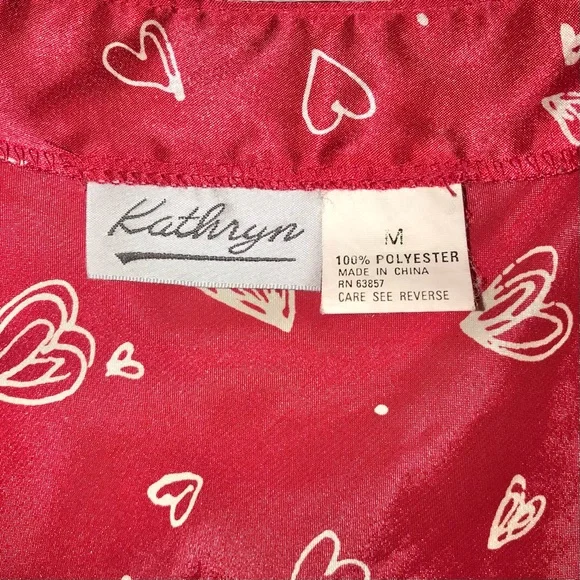 Kathryn
M
100% POLYESTER
MADE IN CHINA
RN 63857
CARE SEE REVERSE